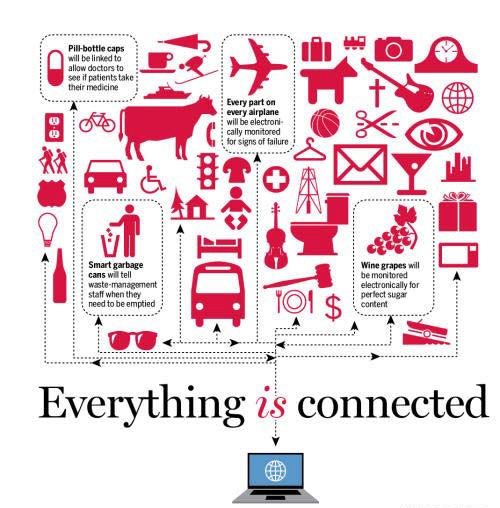 Pill-bottle caps
will be linked to
allow doctors to
see if patients take
their medicine
Every part on
every airplane
will be electroni-
cally monitored
for signs of failure
Smart garbage
cans will tell
waste-management
staff when they
need to be emptied
Wine grapes will
be monitored
electronically for
perfect sugar
content
$
Everything is connected